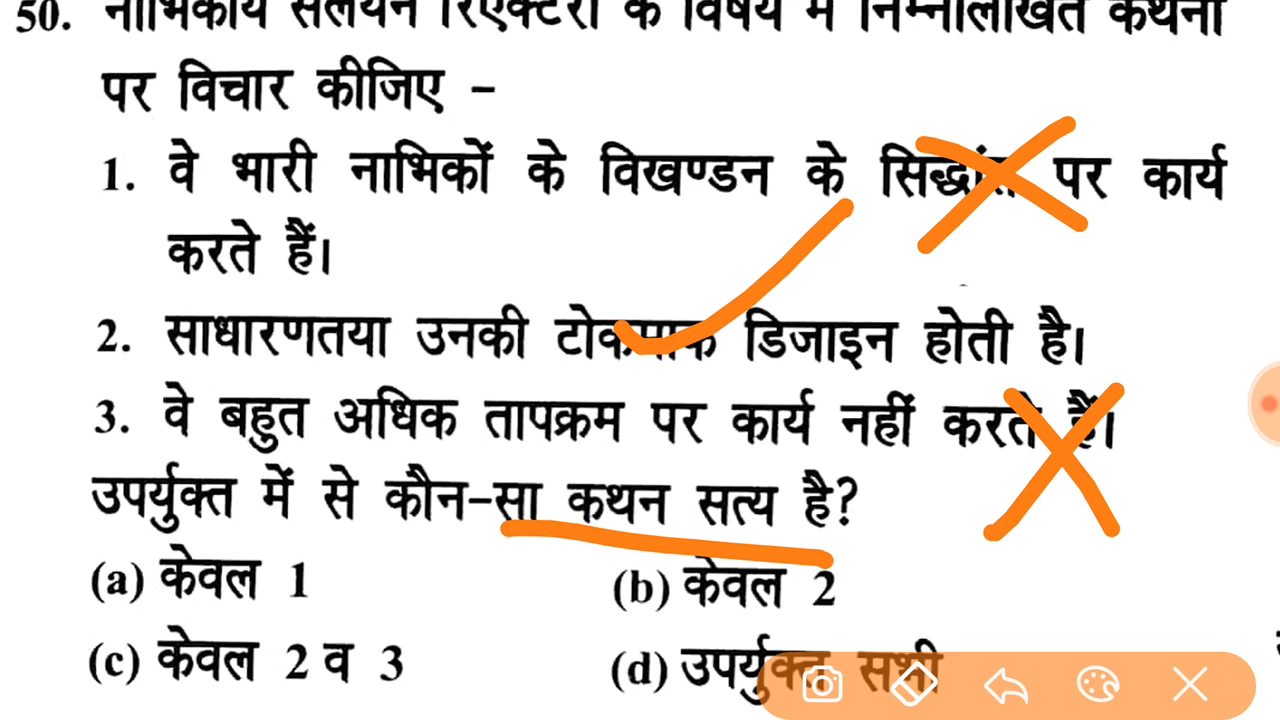 50. नाभिकीय संलयन रिएक्टरों के विषय में निम्नलिखित कथनों
पर विचार कीजिए –
1. वे भारी नाभिकों के विखण्डन के सिद्धांत पर कार्य
करते हैं।
2. साधारणतया उनकी टोकमाक डिजाइन होती है।
3. वे बहुत अधिक तापक्रम पर कार्य नहीं करते हैं।
उपर्युक्त में से कौन-सा कथन सत्य है?
(a) केवल 1 (b) केवल 2
(c) केवल 2 व 3 (d) उपर्युक्त सभी